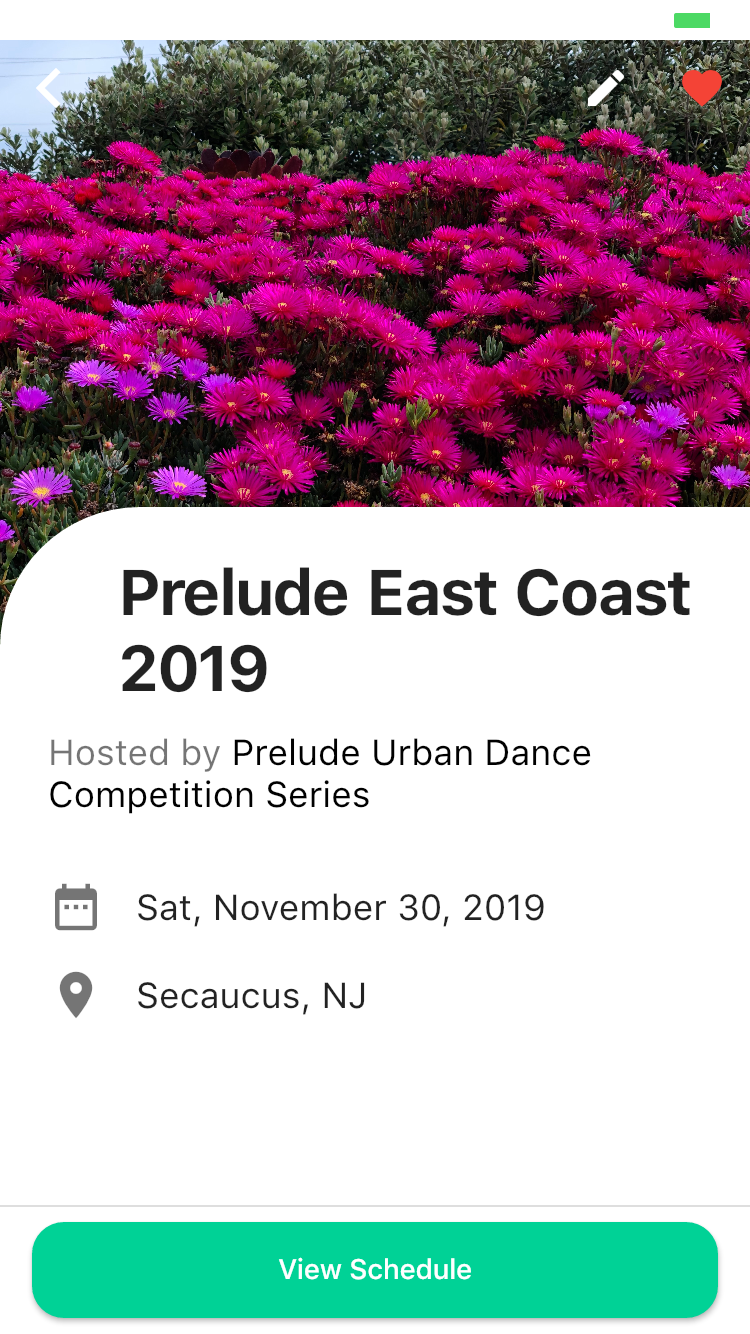 Prelude East Coast
2019
Hosted by Prelude Urban Dance
Competition Series
Sat, November 30, 2019
Secaucus, NJ
View Schedule